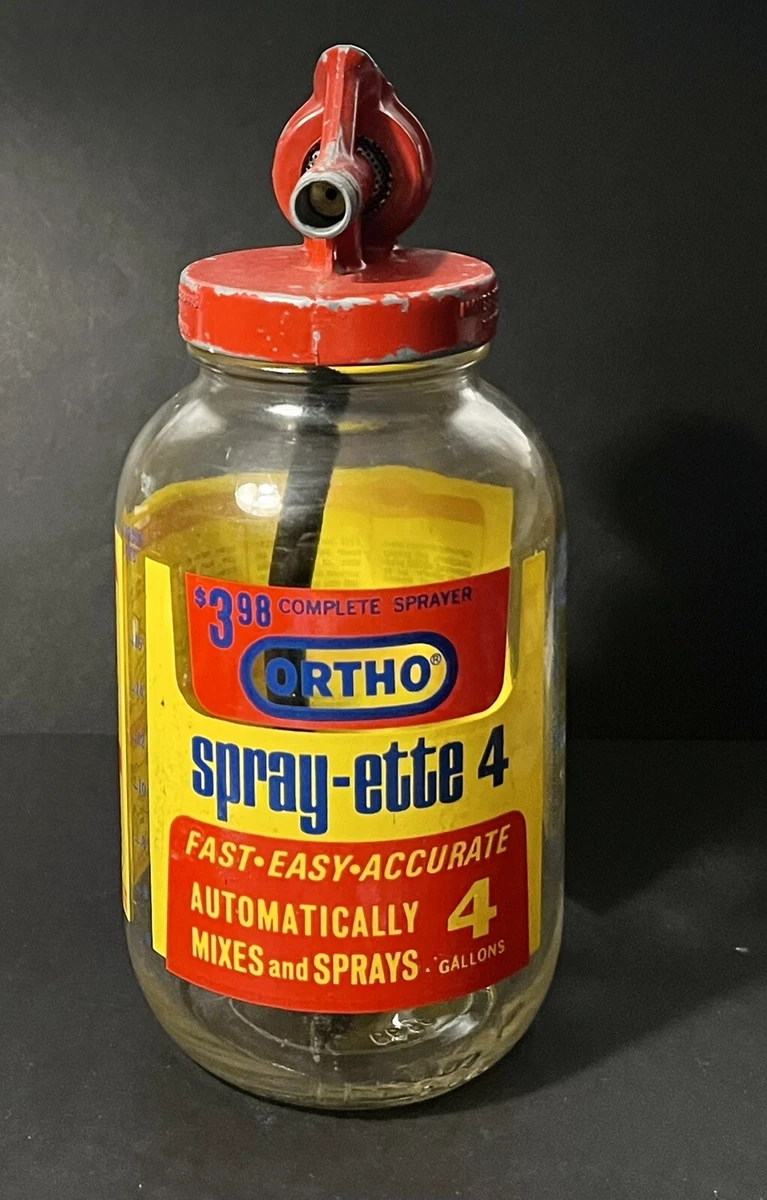 $3.98 COMPLETE SPRAYER
ORTHO®
spray-ette 4
FAST•EASY•ACCURATE
AUTOMATICALLY 4
MIXES and SPRAYS GALLONS